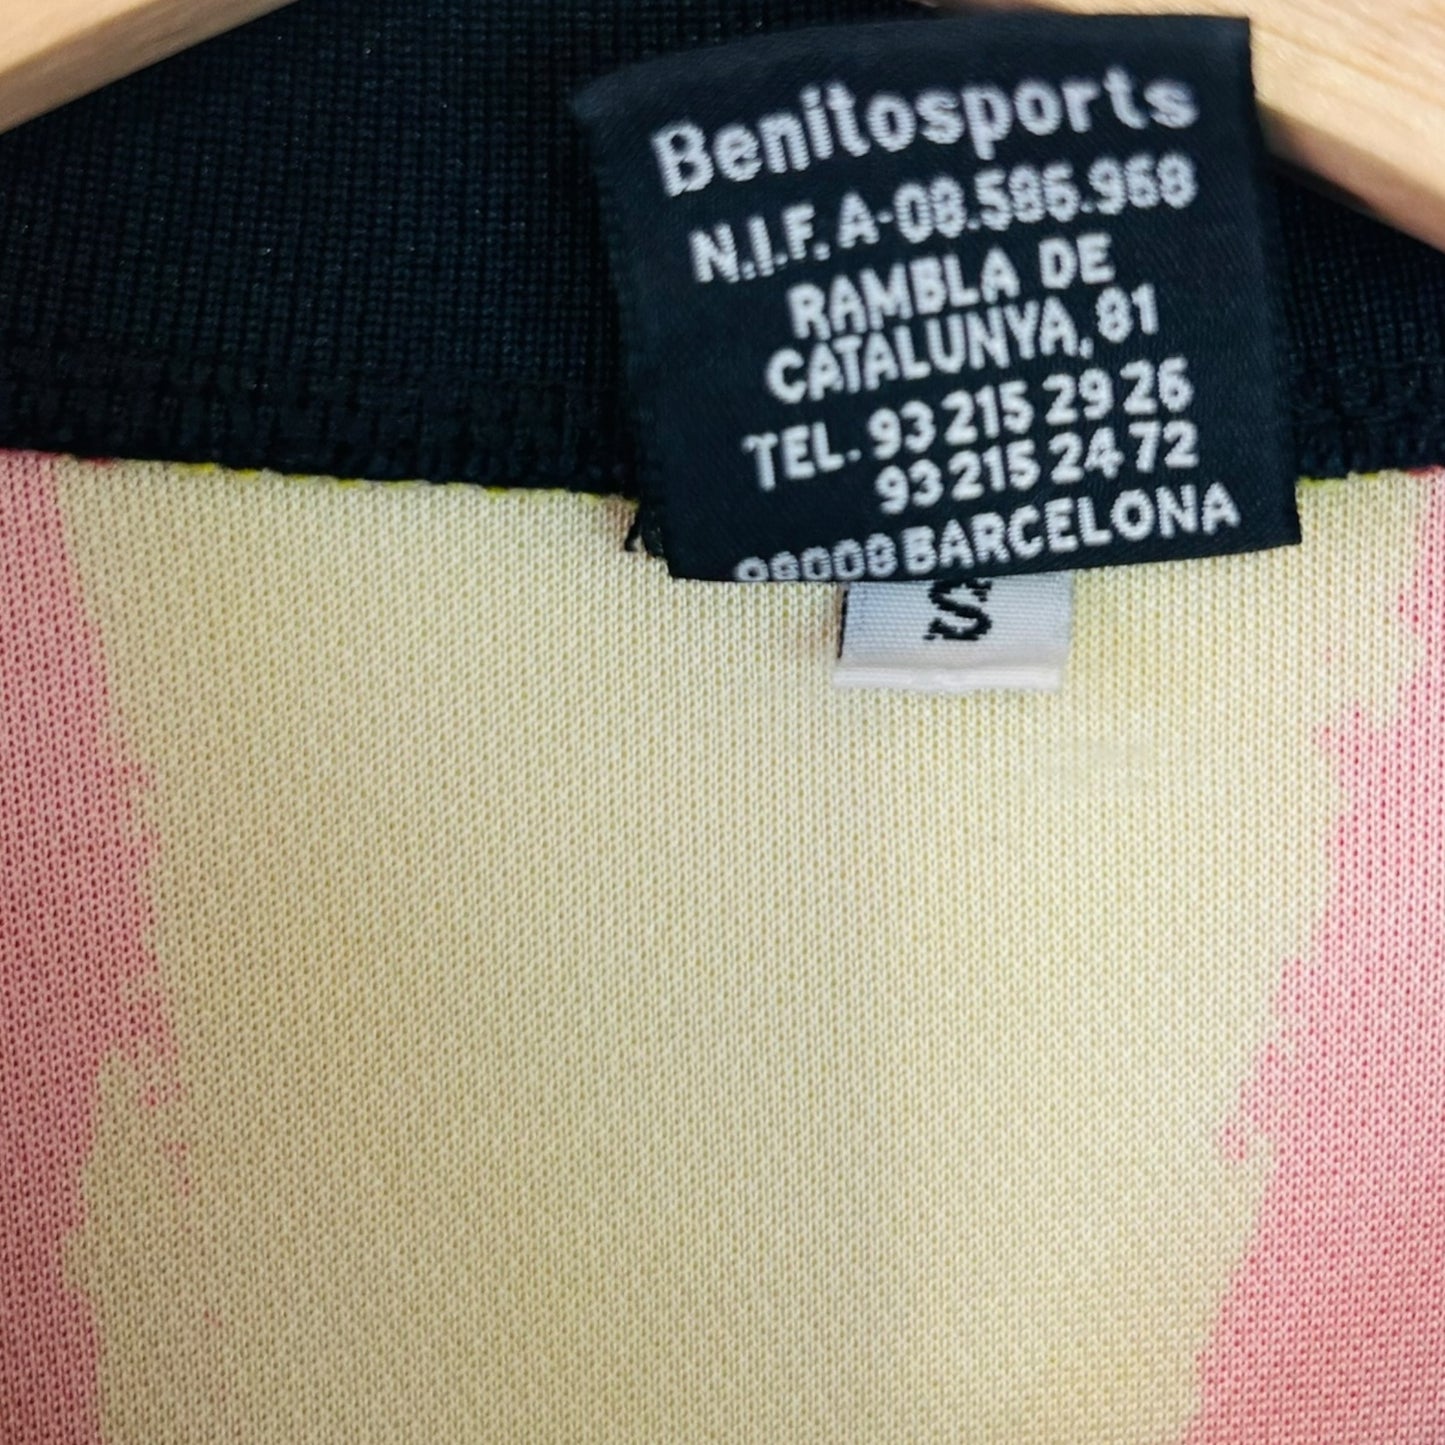 Benitosports
N.I.F. A-08.586.968
RAMBLA DE
CATALUNYA, 81
TEL. 93 215 29 26
93 215 24 72
08008 BARCELONA
S